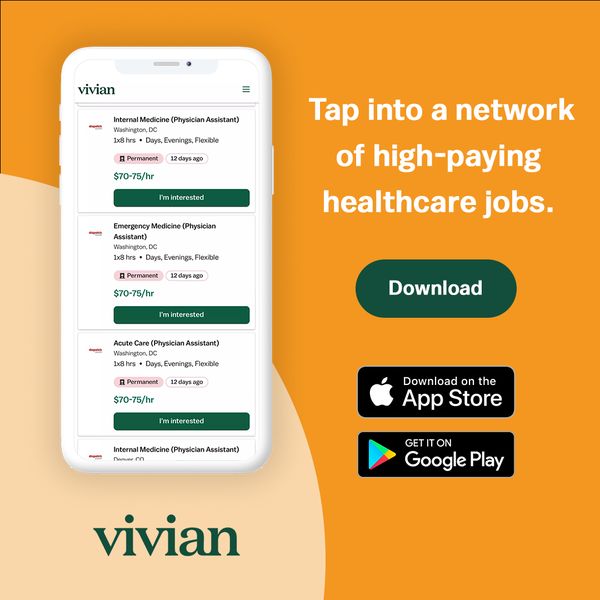 vivian
Internal Medicine (Physician Assistant)
Washington, DC
1x8 hrs • Days, Evenings, Flexible
Permanent 12 days ago
$70-75/hr
I'm interested
Emergency Medicine (Physician
Assistant)
Washington, DC
1x8 hrs • Days, Evenings, Flexible
Permanent 12 days ago
$70-75/hr
I'm interested
Acute Care (Physician Assistant)
Washington, DC
1x8 hrs • Days, Evenings, Flexible
Permanent 12 days ago
$70-75/hr
I'm interested
Internal Medicine (Physician Assistant)
Denver, CO
vivian
Tap into a network
of high-paying
healthcare jobs.
Download
Download on the
App Store
GET IT ON
Google Play